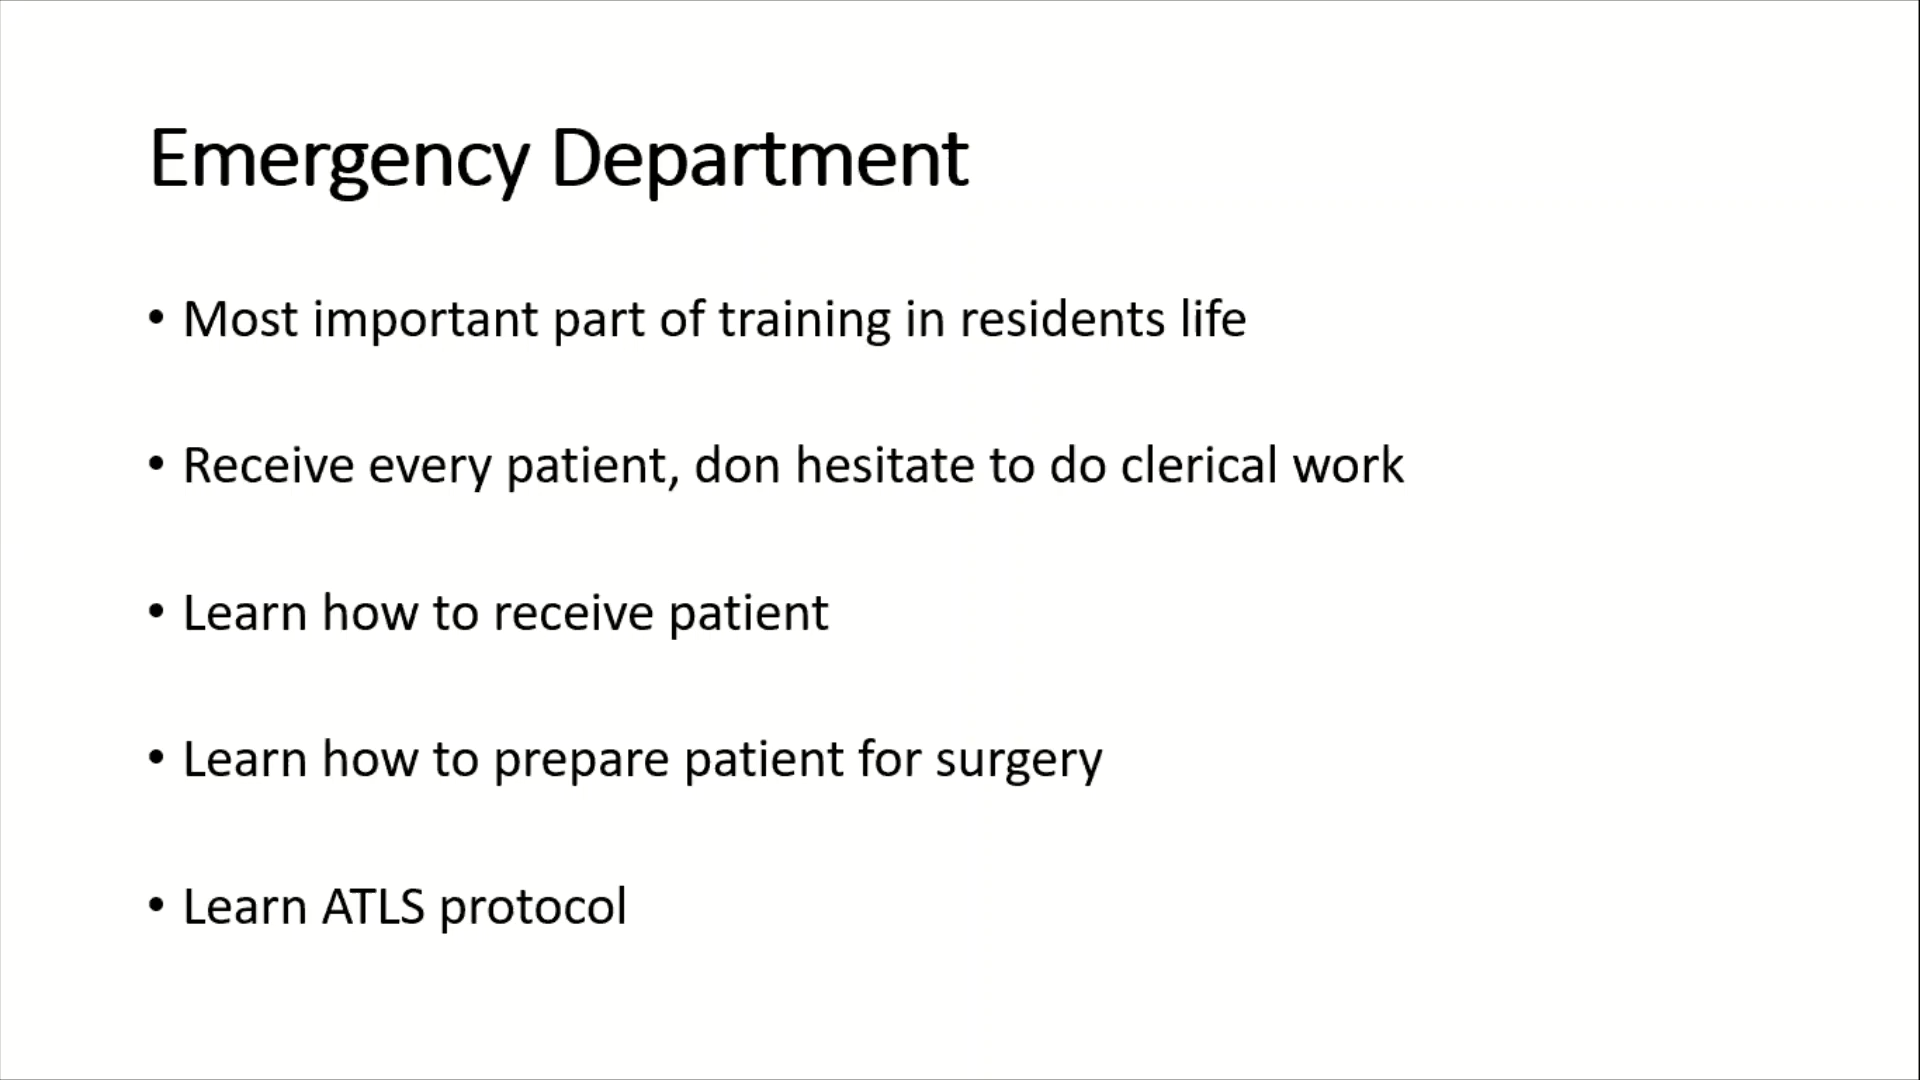 Emergency Department
• Most important part of training in residents life
• Receive every patient, don hesitate to do clerical work
• Learn how to receive patient
• Learn how to prepare patient for surgery
• Learn ATLS protocol